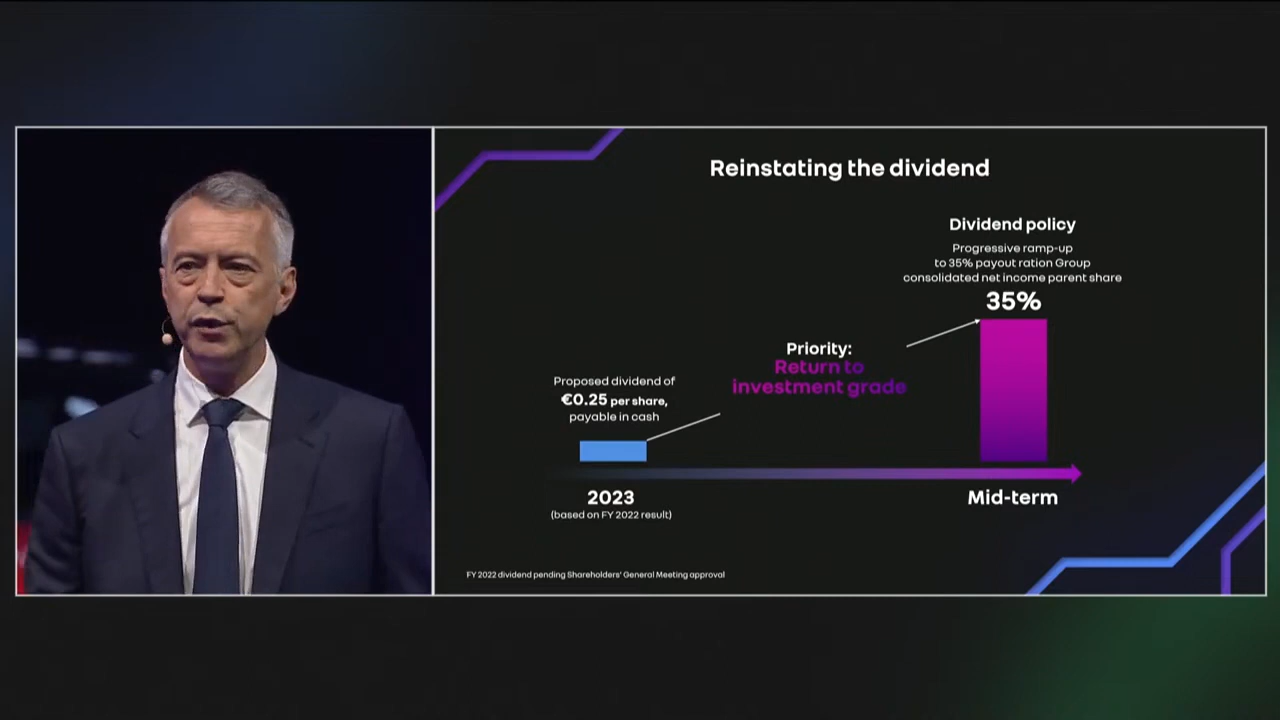 Reinstating the dividend
Dividend policy
Progressive ramp-up
to 35% payout ration Group
consolidated net income parent share
35%
Priority:
Return to
investment grade
Proposed dividend of
€0.25 per share,
payable in cash
2023
(based on FY 2022 result)
Mid-term
FY 2022 dividend pending Shareholders' General Meeting approval